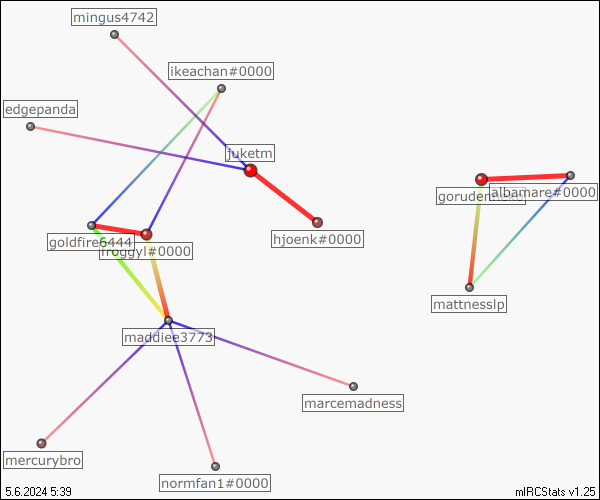 mingus4742
ikeachan#0000
edgepanda
juketm
albamare#0000
hjoenk#0000
goldfire6444
froggyl#0000
mattnesslp
maddiee3773
marcemadness
mercurybro
normfan1#0000
5.6.2024 5:39
mIRCStats v1.25